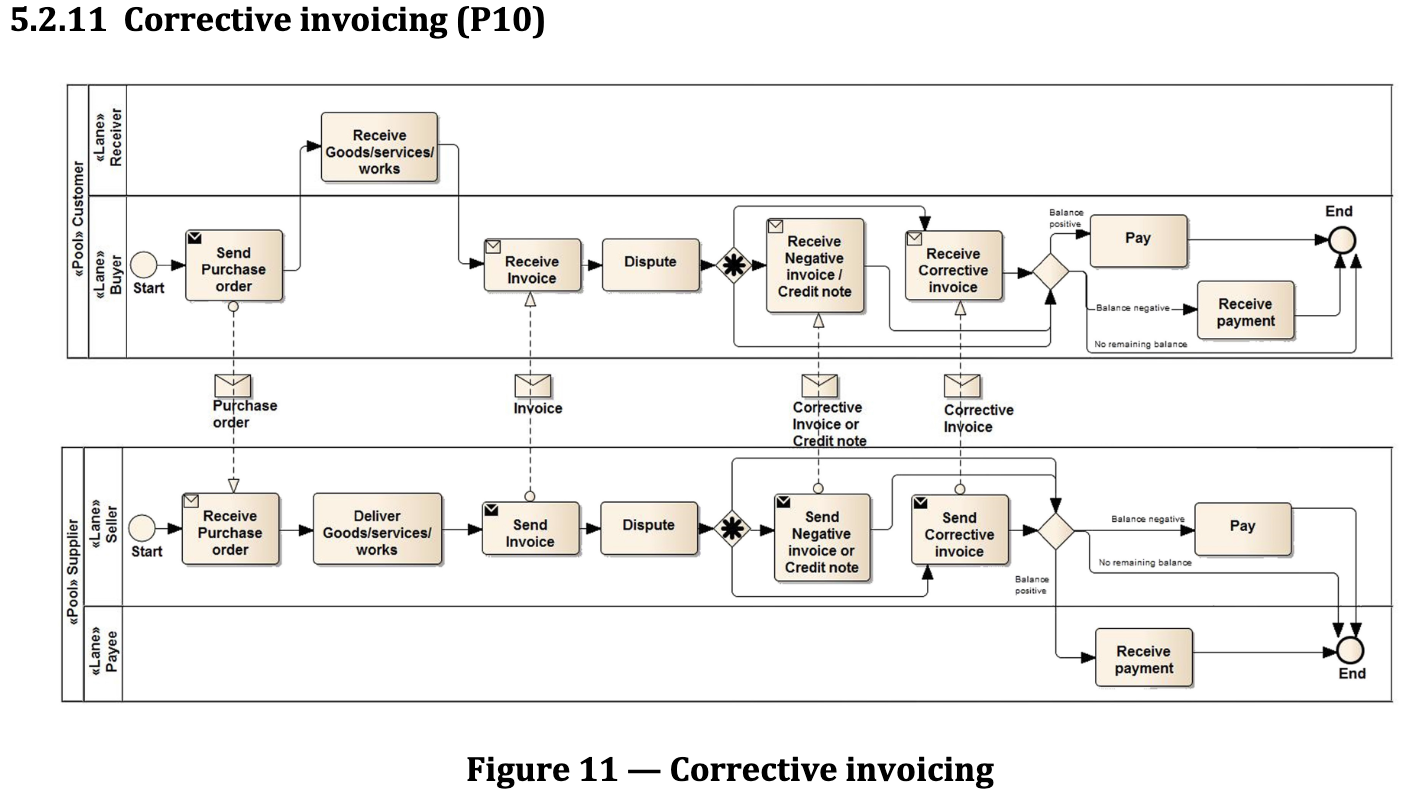 5.2.11 Corrective invoicing (P10)
«Pool» Customer
«Lane»
Receiver
Receive
Goods/services/
works
«Lane»
Buyer
Start
Send
Purchase
order
Receive
Invoice
Dispute
Receive
Negative
invoice /
Credit note
Receive
Corrective
invoice
Balance
positive
Pay
Balance negative
Receive
payment
No remaining balance
End
Purchase
order
Invoice
Corrective
Invoice or
Credit note
Corrective
Invoice
«Pool» Supplier
«Lane»
Seller
Start
Receive
Purchase
order
Deliver
Goods/services/
works
Send
Invoice
Dispute
Send
Negative
invoice or
Credit note
Send
Corrective
invoice
Balance negative
Pay
No remaining balance
Balance
positive
«Lane»
Payee
Receive
payment
End
Figure 11 — Corrective invoicing